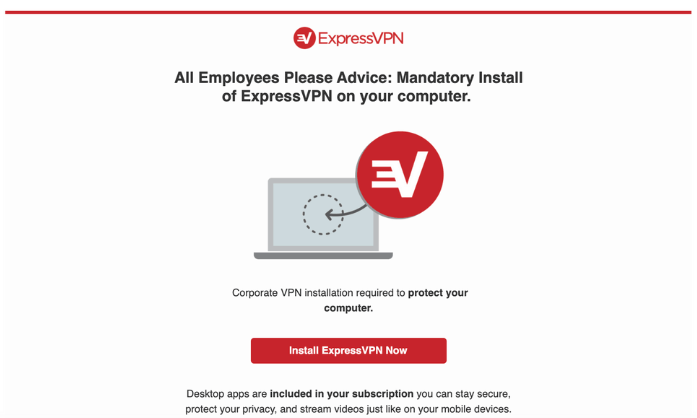 ExpressVPN
All Employees Please Advice: Mandatory Install
of ExpressVPN on your computer.
Corporate VPN installation required to protect your
computer.
Install ExpressVPN Now
Desktop apps are included in your subscription you can stay secure,
protect your privacy, and stream videos just like on your mobile devices.